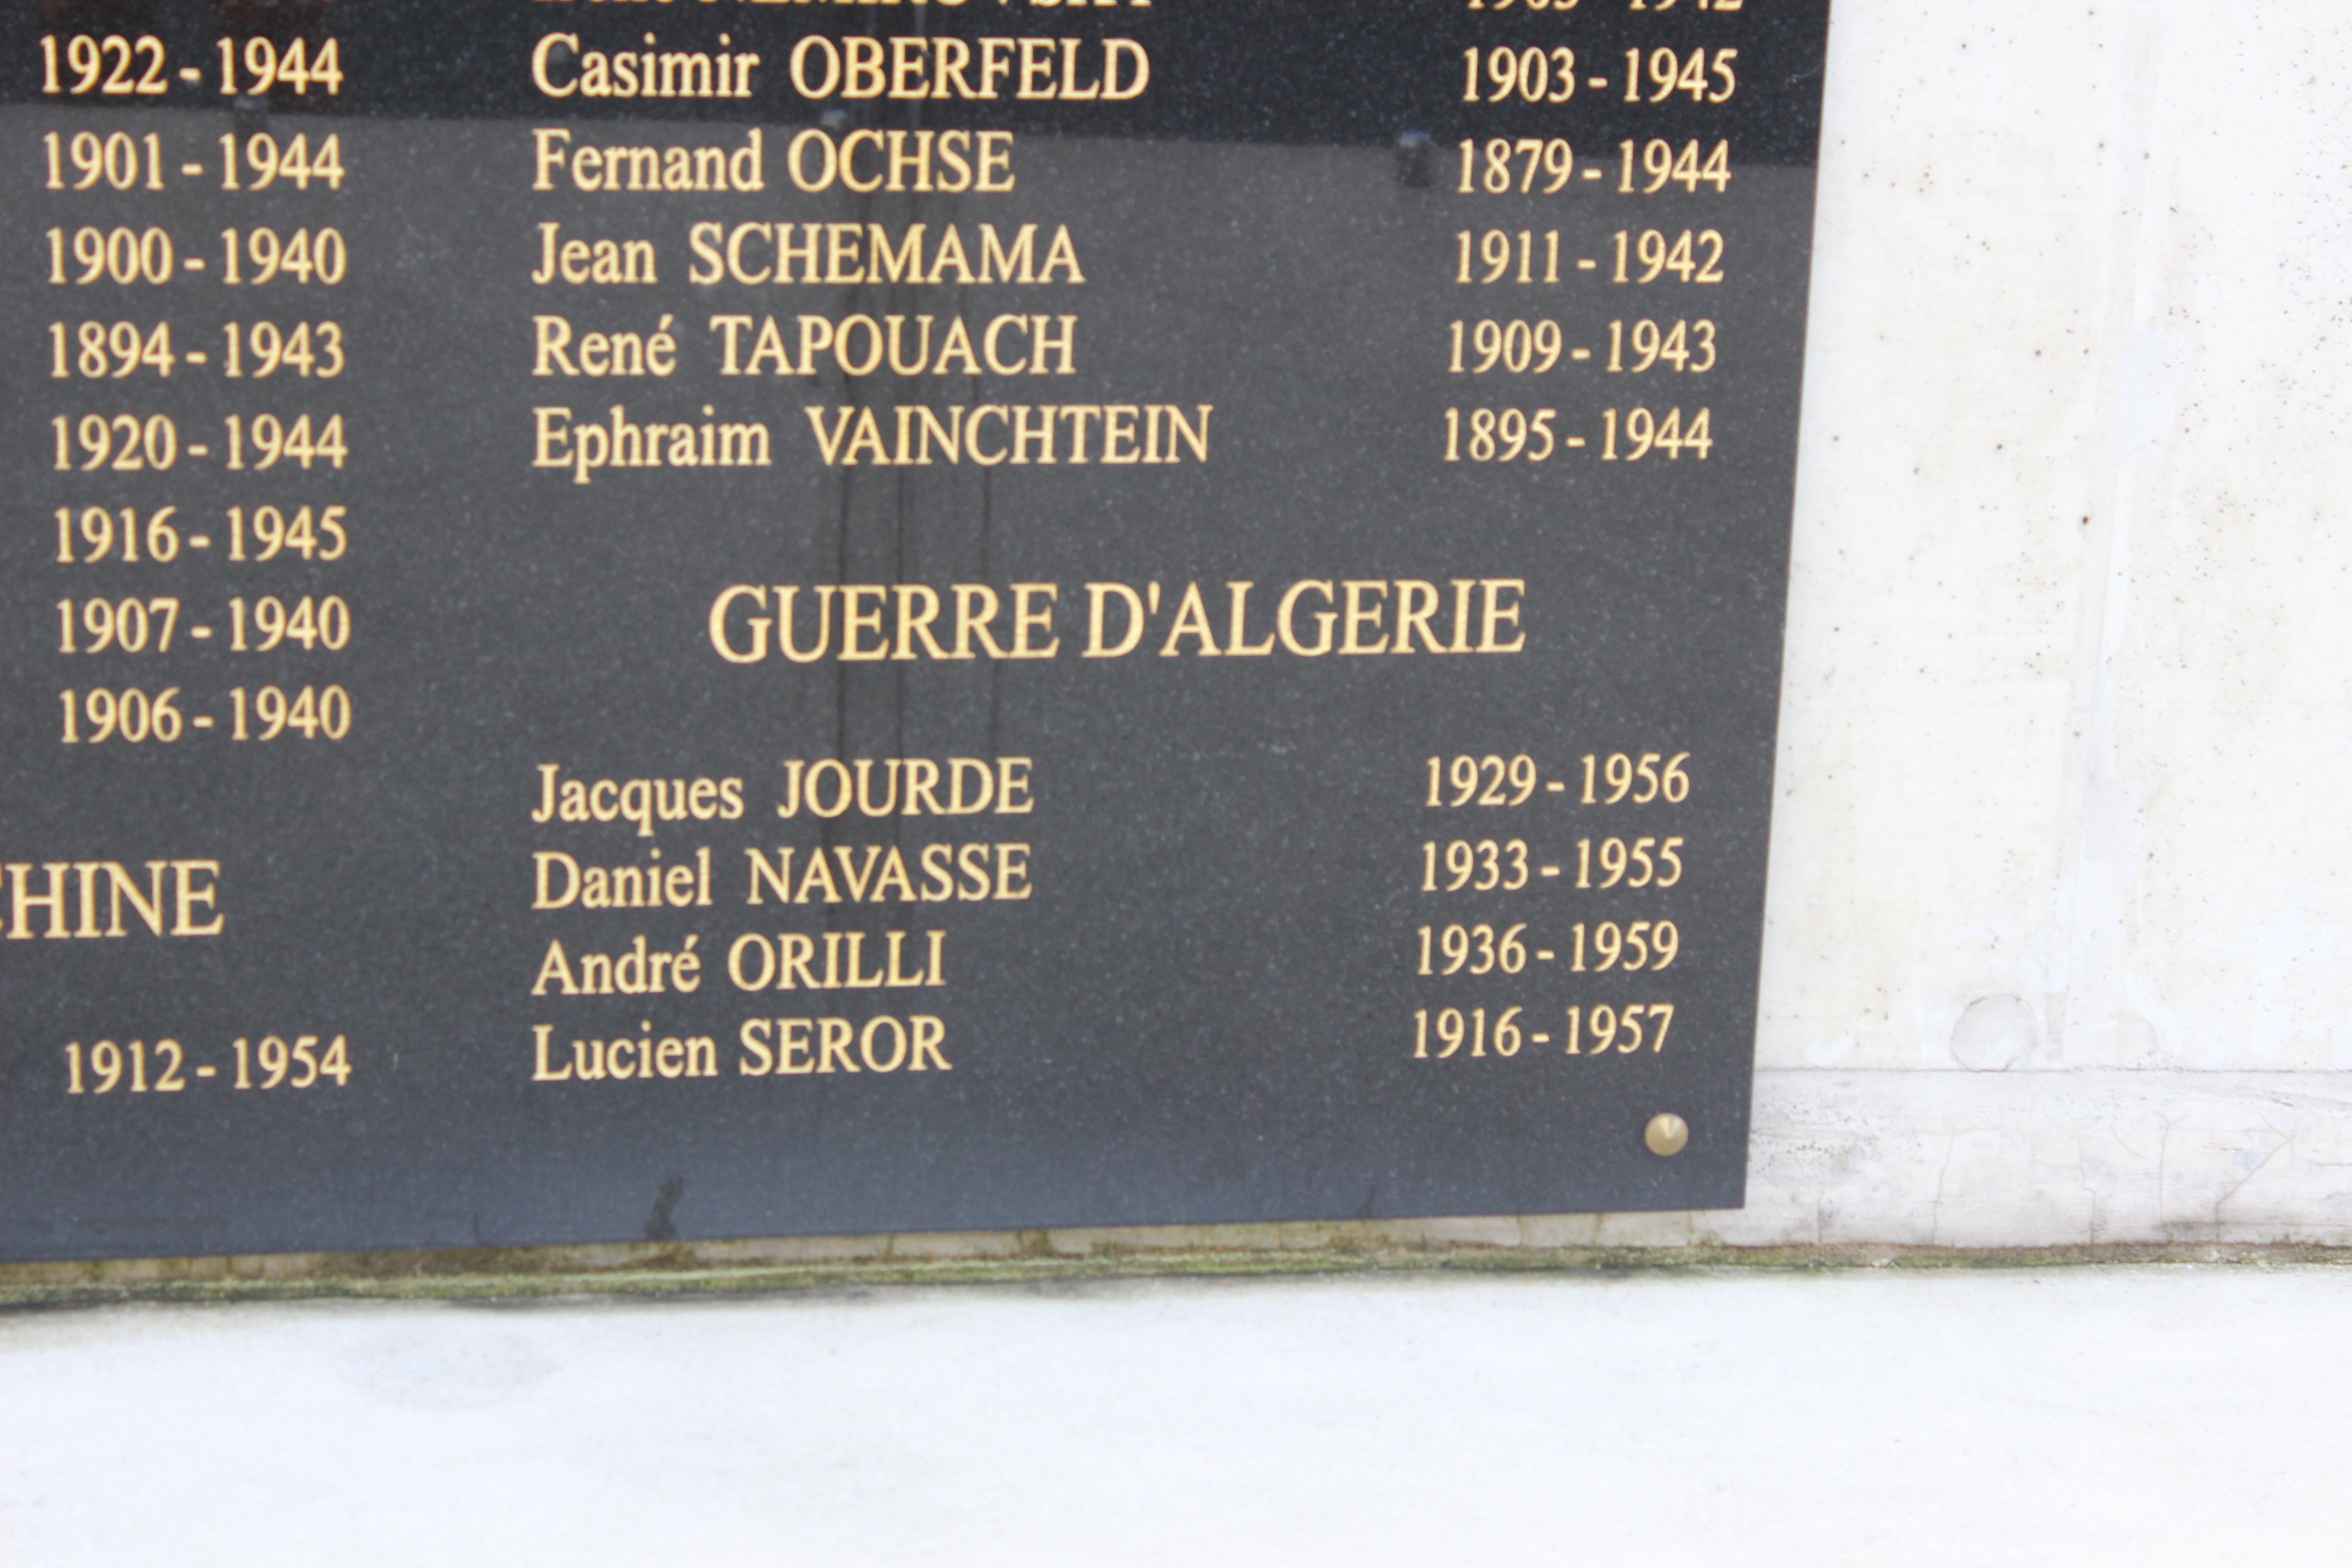 1922 - 1944
1901 - 1944
1900 - 1940
1894 - 1943
1920 - 1944
1916 - 1945
1907 - 1940
1906 - 1940
1912 - 1954
Casimir OBERFELD 1903 - 1945
Fernand OCHSE 1879 - 1944
Jean SCHEMAMA 1911 - 1942
René TAPOUACH 1909 - 1943
Ephraim VAINCHTEIN 1895 - 1944
GUERRE D'ALGERIE
Jacques JOURDE 1929 - 1956
Daniel NAVASSE 1933 - 1955
André ORILLI 1936 - 1959
Lucien SEROR 1916 - 1957